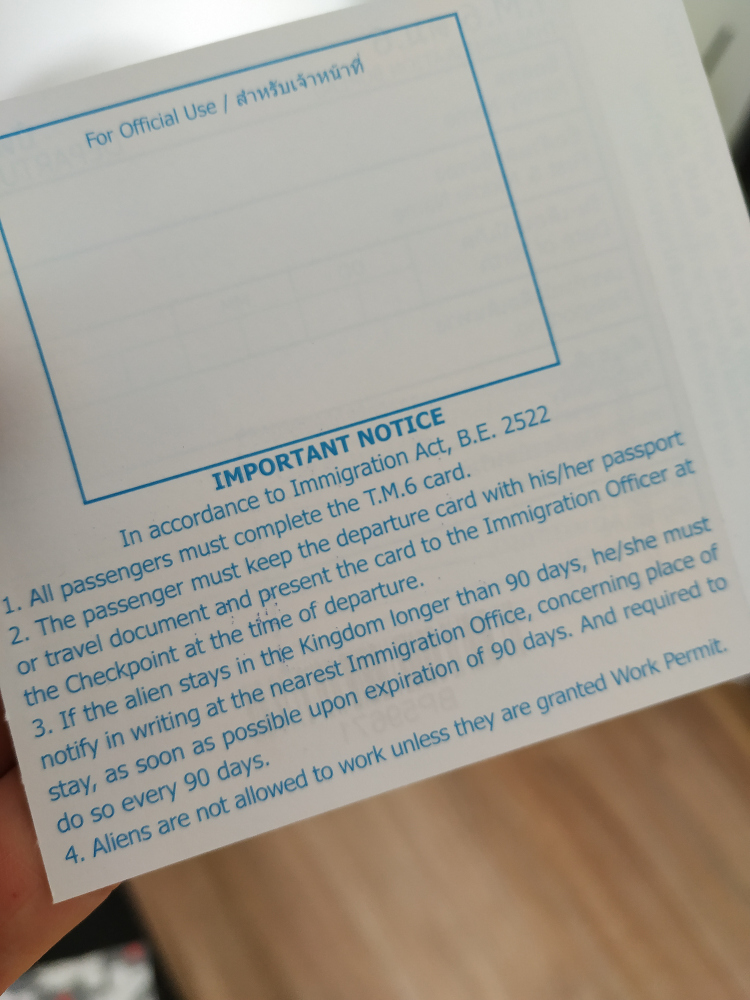 For Official Use / สำหรับเจ้าหน้าที่
IMPORTANT NOTICE
In accordance to Immigration Act, B.E. 2522
1. All passengers must complete the T.M.6 card.
2. The passenger must keep the departure card with his/her passport
or travel document and present the card to the Immigration Officer at
the Checkpoint at the time of departure.
3. If the alien stays in the Kingdom longer than 90 days, he/she must
notify in writing at the nearest Immigration Office, concerning place of
stay, as soon as possible upon expiration of 90 days. And required to
do so every 90 days.
4. Aliens are not allowed to work unless they are granted Work Permit.